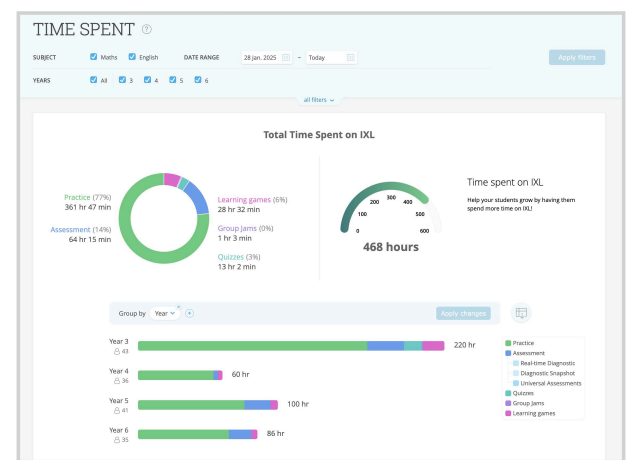 TIME SPENT ?
SUBJECT Maths English DATE RANGE 28 Jan, 2025 – Today Apply filters
YEARS All 3 4 5 6
all filters
Total Time Spent on IXL
Practice (77%)
361 hr 47 min
Assessment (14%)
64 hr 15 min
Learning games (6%)
28 hr 32 min
Group Jams (0%)
1 hr 3 min
Quizzes (3%)
13 hr 2 min
0 100 200 300 400 500 600
468 hours
Time spent on IXL
Help your students grow by having them
spend more time on IXL!
Group by Year Apply changes
Year 3
43
220 hr
Year 4
36
60 hr
Year 5
41
100 hr
Year 6
35
86 hr
Practice
Assessment
Real-time Diagnostic
Diagnostic Snapshot
Universal Assessments
Quizzes
Group Jams
Learning games